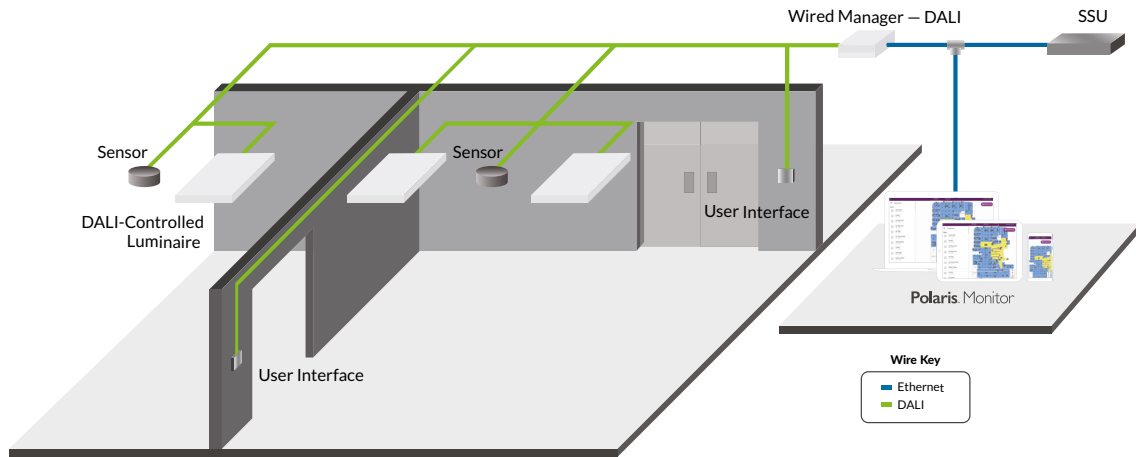 Wired Manager — DALI
SSU
Sensor
Sensor
DALI-Controlled
Luminaire
User Interface
User Interface
Polaris. Monitor
Wire Key
Ethernet
DALI